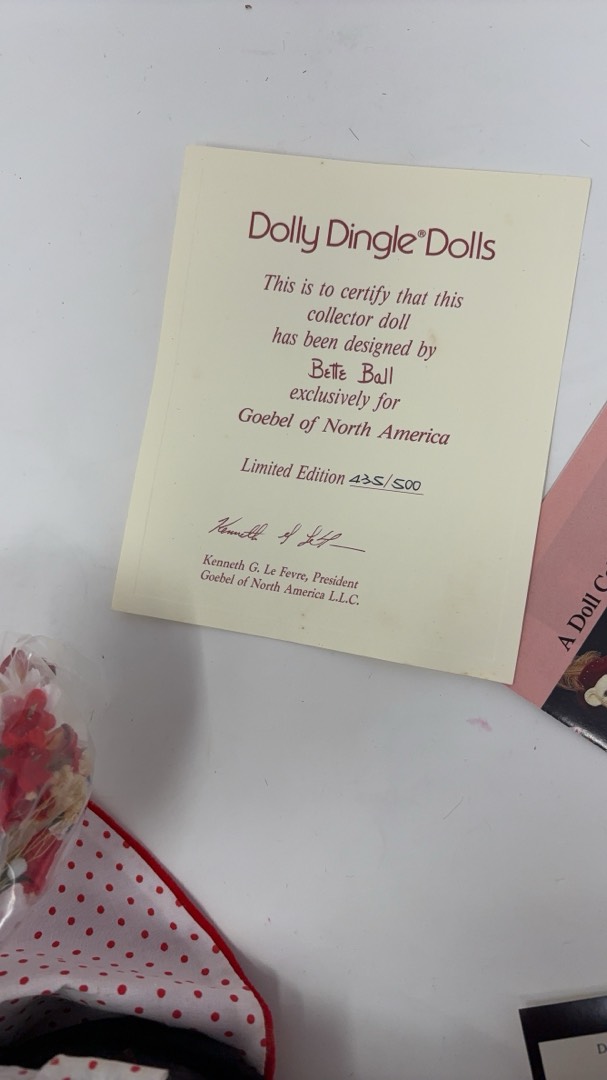 Dolly Dingle®Dolls
This is to certify that this
collector doll
has been designed by
Bette Ball
exclusively for
Goebel of North America
Limited Edition 435/500
Kenneth G. Le Fevre, President
Goebel of North America L.L.C.
A Doll